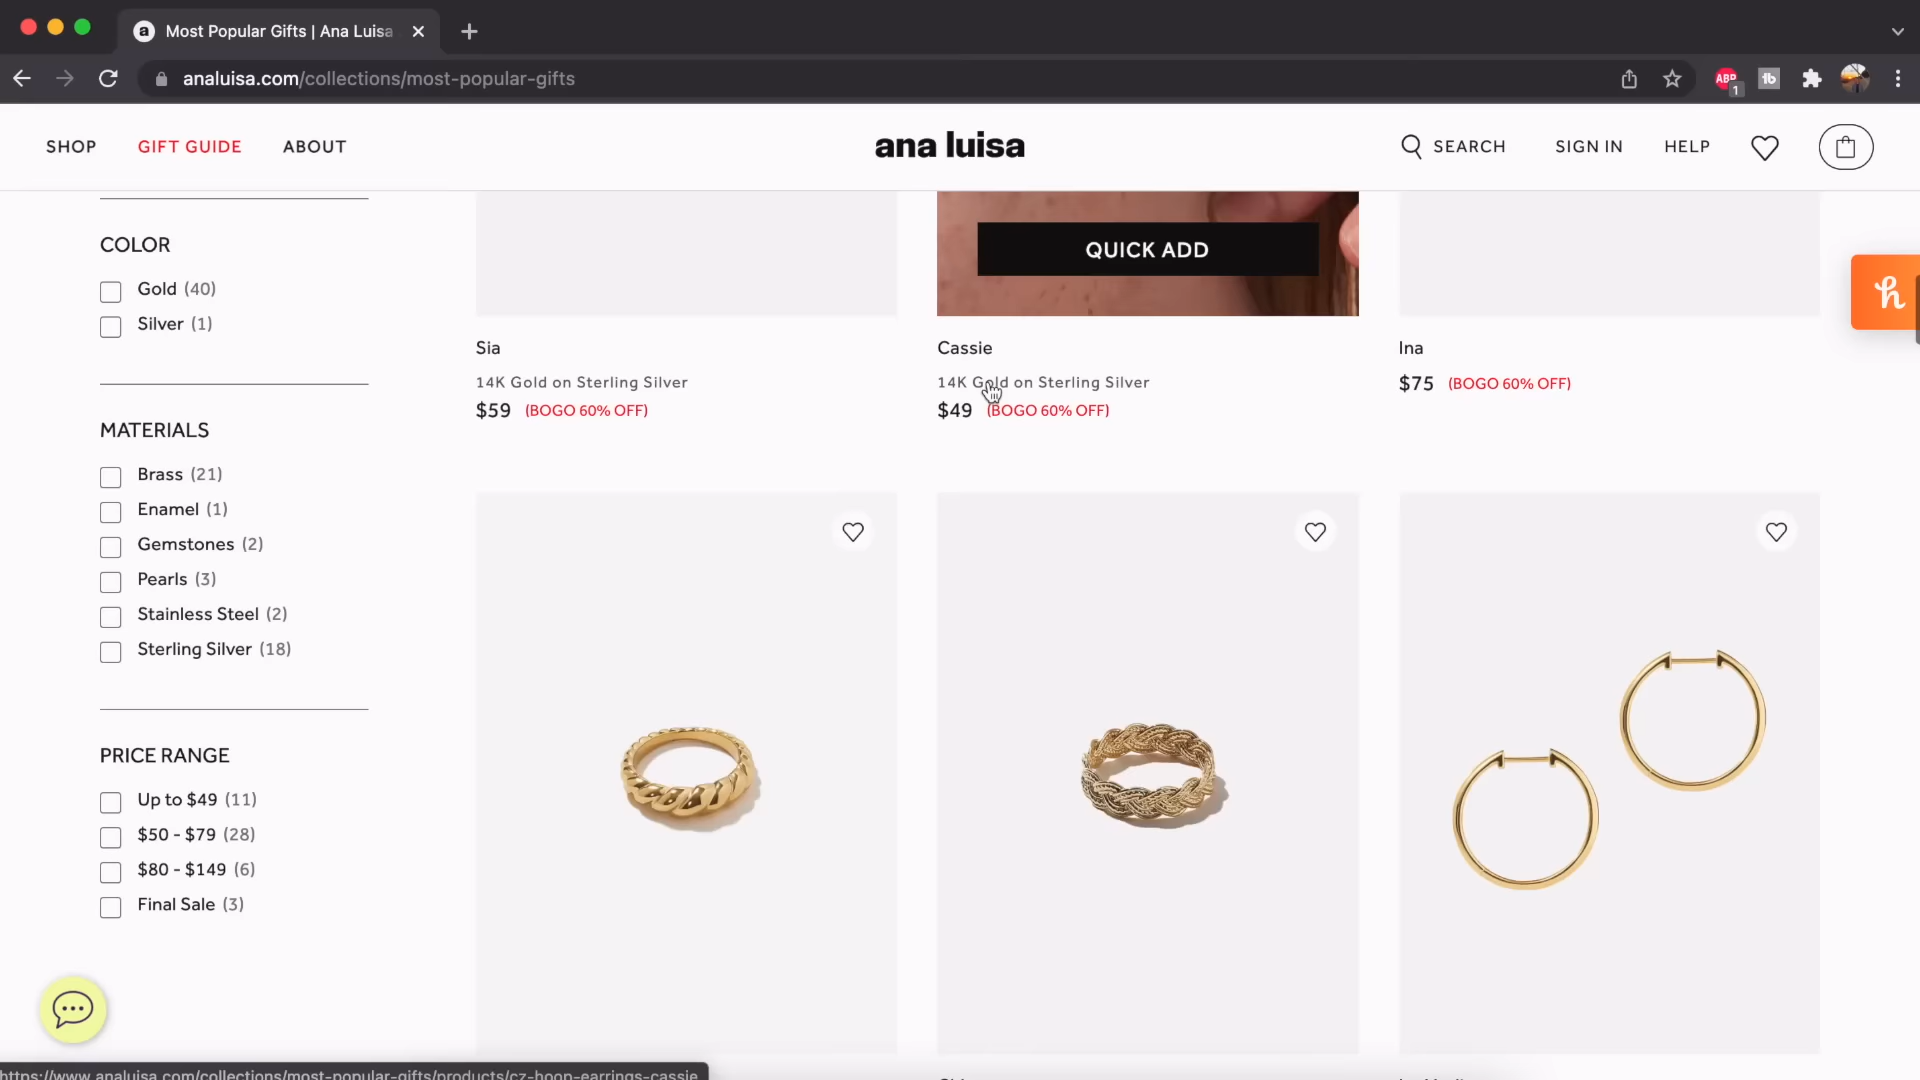 Most Popular Gifts | Ana Luisa
analuisa.com/collections/most-popular-gifts
ABP
1
tb
SHOP
GIFT GUIDE
ABOUT
ana luisa
SEARCH
SIGN IN
HELP
COLOR
Gold (40)
Silver (1)
MATERIALS
Brass (21)
Enamel (1)
Gemstones (2)
Pearls (3)
Stainless Steel (2)
Sterling Silver (18)
PRICE RANGE
Up to $49 (11)
$50 - $79 (28)
$80 - $149 (6)
Final Sale (3)
QUICK ADD
h
Sia
14K Gold on Sterling Silver
$59 (BOGO 60% OFF)
Cassie
14K Gold on Sterling Silver
$49 (BOGO 60% OFF)
Ina
$75 (BOGO 60% OFF)
https://www.analuisa.com/collections/most-popular-gifts/products/cz-hoop-earrings-cassie